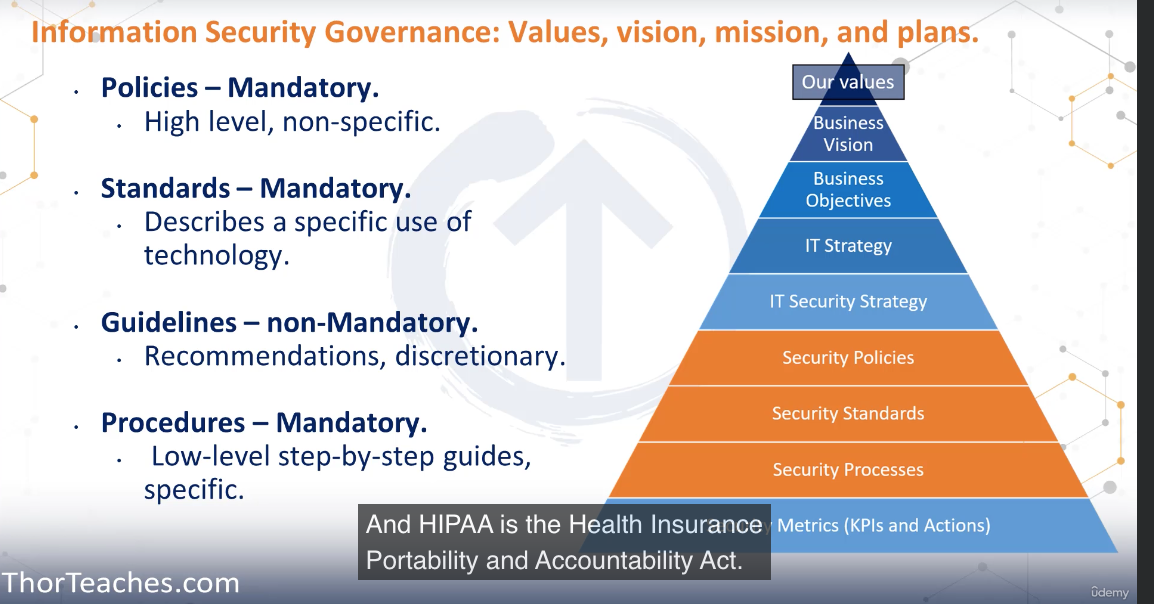 Information Security Governance: Values, vision, mission, and plans.
• Policies – Mandatory.
• High level, non-specific.
• Standards – Mandatory.
• Describes a specific use of
technology.
• Guidelines – non-Mandatory.
• Recommendations, discretionary.
• Procedures – Mandatory.
• Low-level step-by-step guides,
specific.
Our values
Business
Vision
Business
Objectives
IT Strategy
IT Security Strategy
Security Policies
Security Standards
Security Processes
Metrics (KPIs and Actions)
And HIPAA is the Health Insurance
Portability and Accountability Act.
ThorTeaches.com
ûdemy